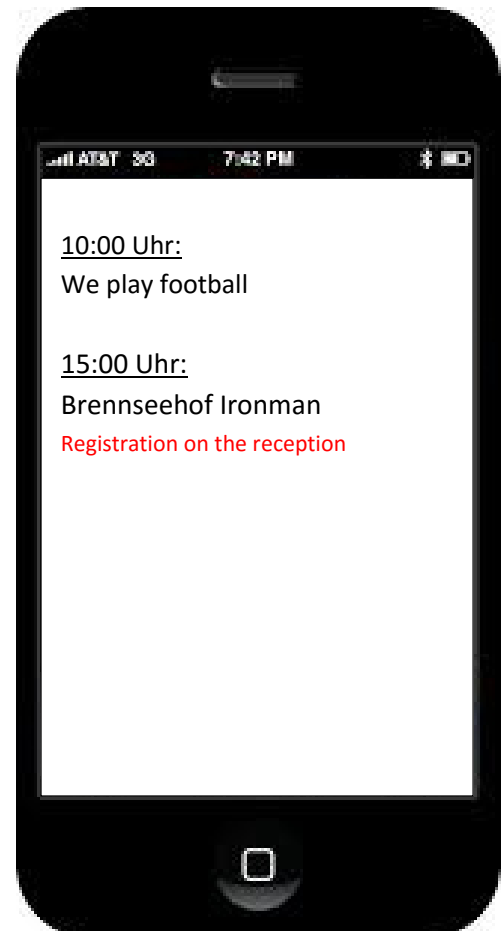 AT&T 3G 7:42 PM
10:00 Uhr:
We play football
15:00 Uhr:
Brennseehof Ironman
Registration on the reception